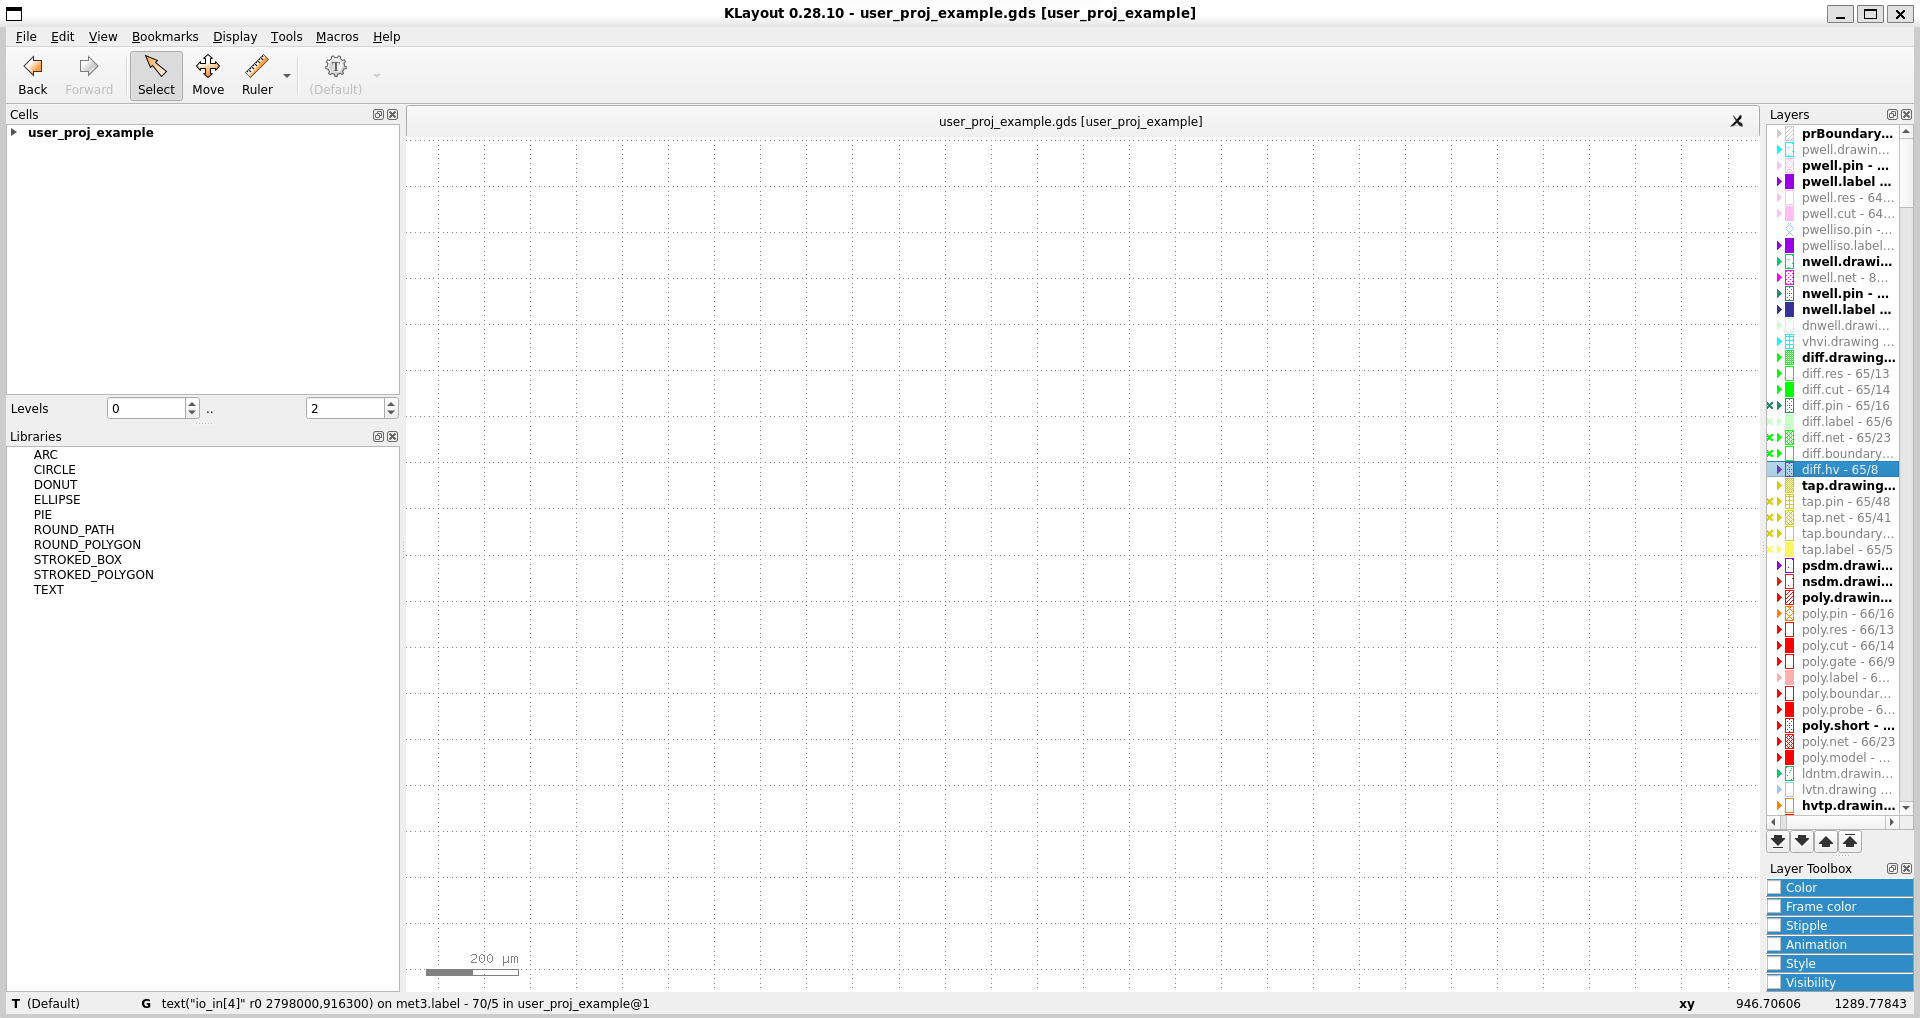 KLayout 0.28.10 - user_proj_example.gds [user_proj_example]
File Edit View Bookmarks Display Tools Macros Help
Back Forward Select Move Ruler (Default)
Cells
user_proj_example
Levels 0 .. 2
Libraries
ARC
CIRCLE
DONUT
ELLIPSE
PIE
ROUND_PATH
ROUND_POLYGON
STROKED_BOX
STROKED_POLYGON
TEXT
user_proj_example.gds [user_proj_example]
200 µm
Layers
prBoundary...
pwell.drawin...
pwell.pin - ...
pwell.label ...
pwell.res - 64...
pwell.cut - 64...
pwelliso.pin -...
pwelliso.label...
nwell.drawi...
nwell.net - 8...
nwell.pin - ...
nwell.label ...
dnwell.drawi...
vhvi.drawing ...
diff.drawing...
diff.res - 65/13
diff.cut - 65/14
diff.pin - 65/16
diff.label - 65/6
diff.net - 65/23
diff.boundary...
diff.hv - 65/8
tap.drawing...
tap.pin - 65/48
tap.net - 65/41
tap.boundary...
tap.label - 65/5
psdm.drawi...
nsdm.drawi...
poly.drawin...
poly.pin - 66/16
poly.res - 66/13
poly.cut - 66/14
poly.gate - 66/9
poly.label - 6...
poly.boundar...
poly.probe - 6...
poly.short - ...
poly.net - 66/23
poly.model - ...
ldntm.drawin...
lvtn.drawing ...
hvtp.drawin...
Layer Toolbox
Color
Frame color
Stipple
Animation
Style
Visibility
T (Default) G text("io_in[4]" r0 2798000,916300) on met3.label - 70/5 in user_proj_example@1 xy 946.70606 1289.77843